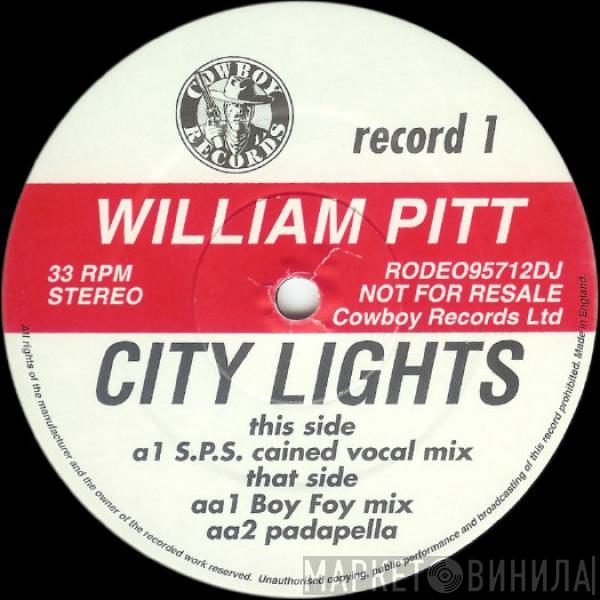 COWBOY RECORDS
record 1
WILLIAM PITT
33 RPM
STEREO
RODEO95712DJ
NOT FOR RESALE
Cowboy Records Ltd
CITY LIGHTS
this side
a1 S.P.S. cained vocal mix
that side
aa1 Boy Foy mix
aa2 padapella
All rights of the manufacturer and the owner of the recorded work reserved. Unauthorised copying, public performance and broadcasting of this record prohibited. Made in England.
МАРКЕТ ВИНИЛА